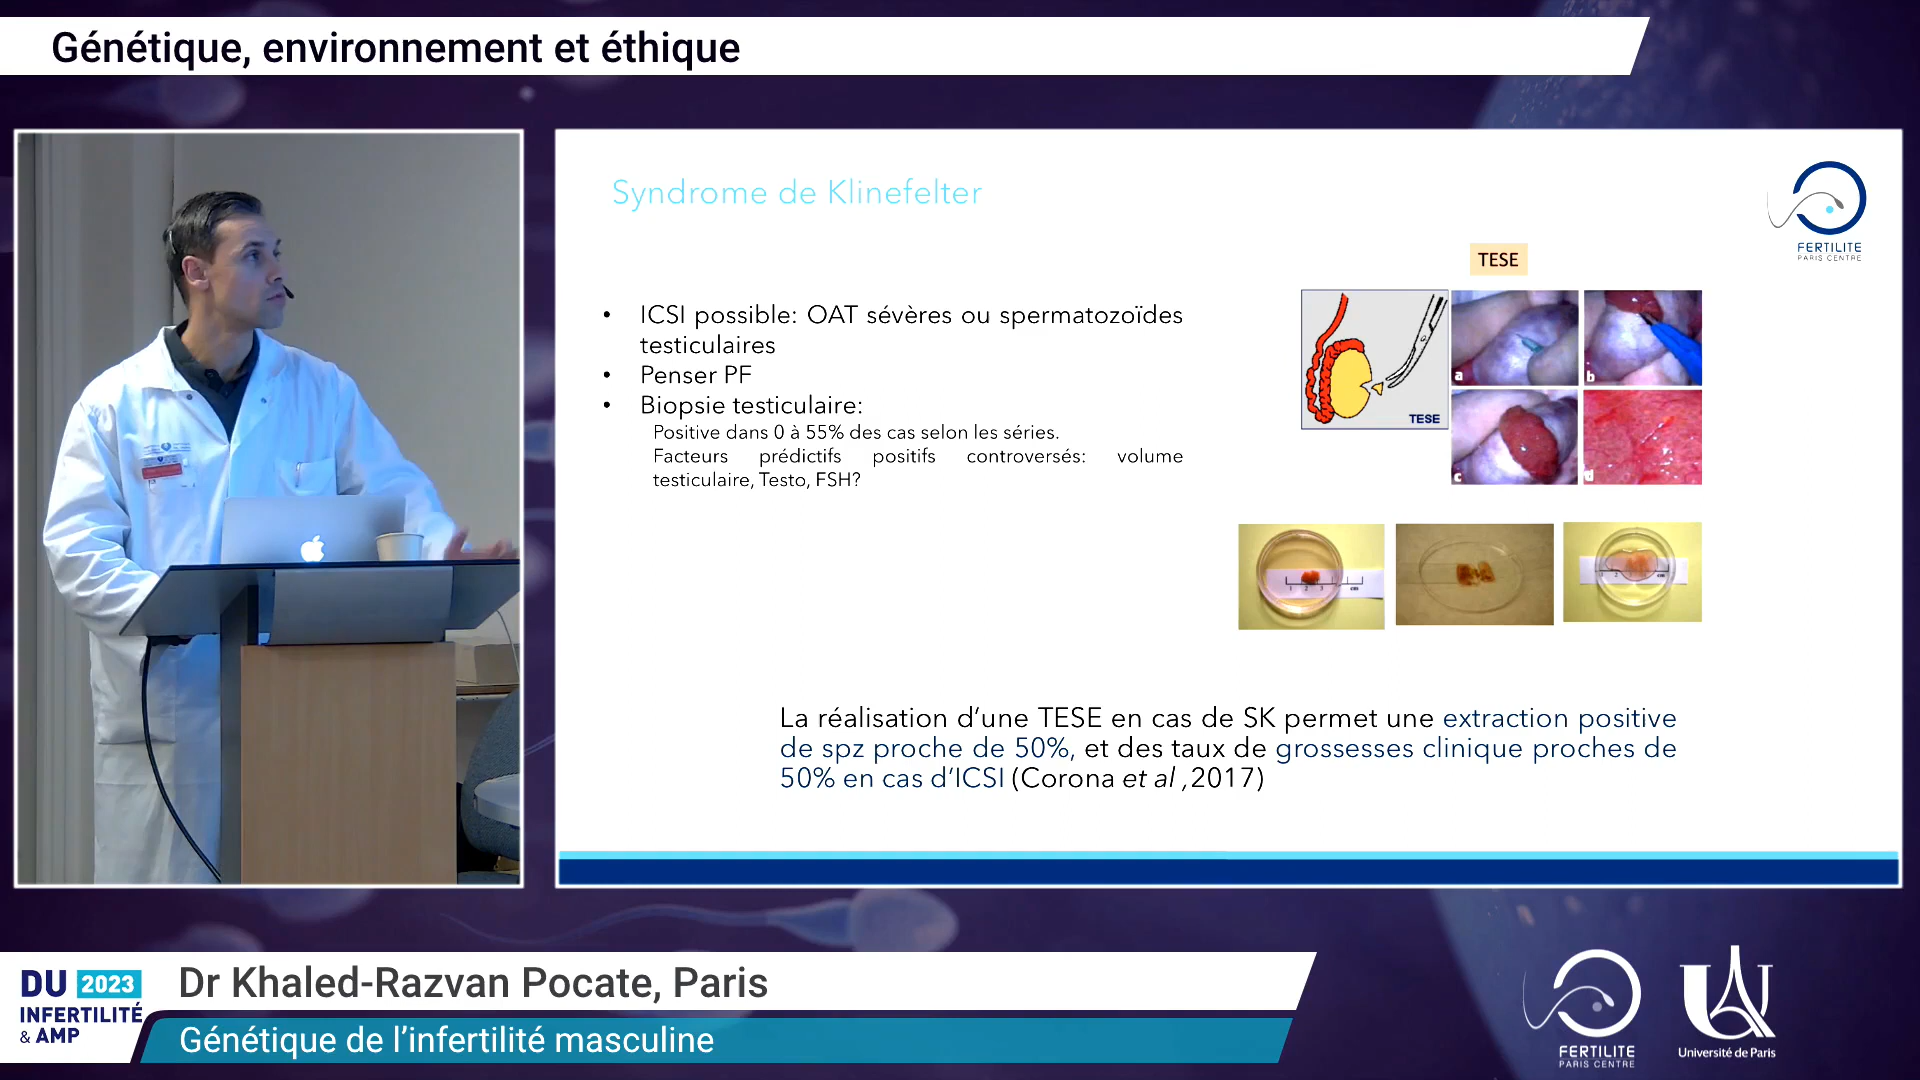 Génétique, environnement et éthique
Syndrome de Klinefelter
FERTILITE
PARIS CENTRE
TESE
• ICSI possible: OAT sévères ou spermatozoïdes
testiculaires
• Penser PF
• Biopsie testiculaire:
Positive dans 0 à 55% des cas selon les séries.
Facteurs prédictifs positifs controversés: volume
testiculaire, Testo, FSH?
TESE
a
b
c
d
1 2 3 cm
La réalisation d’une TESE en cas de SK permet une extraction positive
de spz proche de 50%, et des taux de grossesses clinique proches de
50% en cas d’ICSI (Corona et al ,2017)
DU 2023
INFERTILITÉ
& AMP
Dr Khaled-Razvan Pocate, Paris
Génétique de l’infertilité masculine
FERTILITE
PARIS CENTRE
Université de Paris